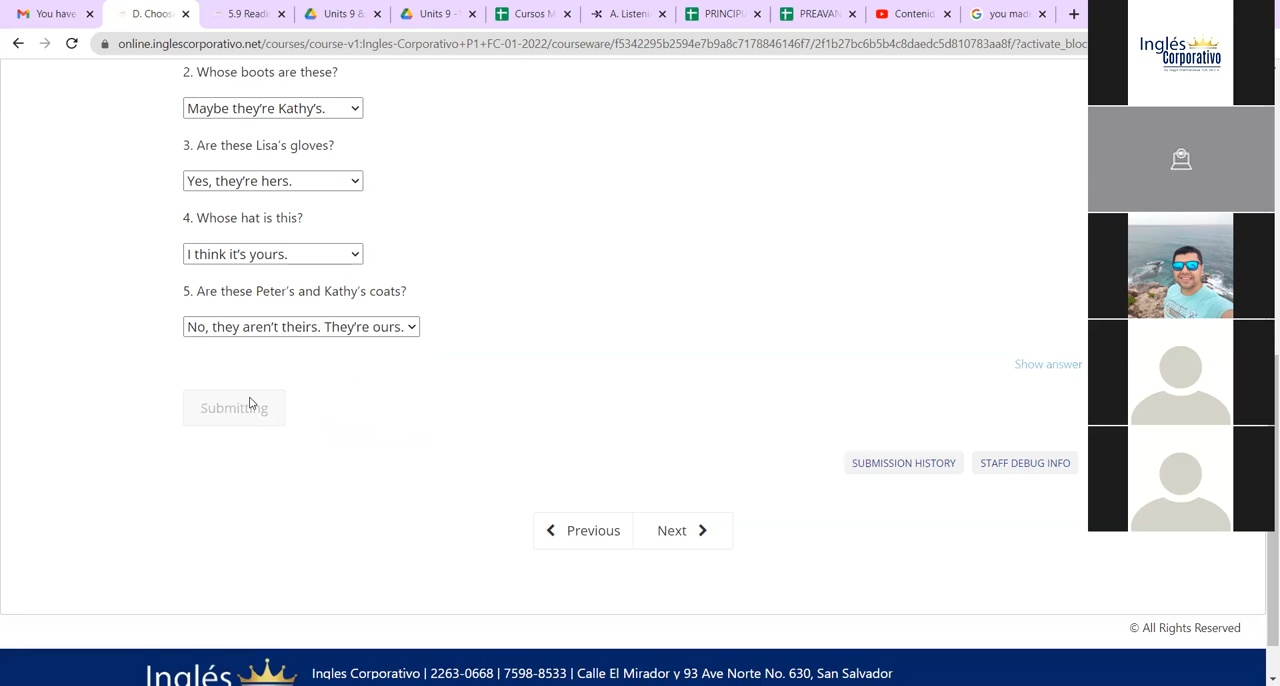 You have
D. Choose
5.9 Readi
Units 9 &
Units 9 -
Cursos M
A. Listeni
PRINCIPI
PREAVAN
Contenid
you made
online.inglescorporativo.net/courses/course-v1:Ingles-Corporativo+P1+FC-01-2022/courseware/f5342295b2594e7b9a8c7178846146f7/2f1b27bc6b5b4c8daedc5d810783aa8f/?activate_bloc
Inglés
Corporativo
2. Whose boots are these?
Maybe they're Kathy's.
3. Are these Lisa's gloves?
Yes, they're hers.
4. Whose hat is this?
I think it's yours.
5. Are these Peter's and Kathy's coats?
No, they aren't theirs. They're ours.
Show answer
Submitting
SUBMISSION HISTORY
STAFF DEBUG INFO
Previous
Next
© All Rights Reserved
Inglés
Ingles Corporativo | 2263-0668 | 7598-8533 | Calle El Mirador y 93 Ave Norte No. 630, San Salvador